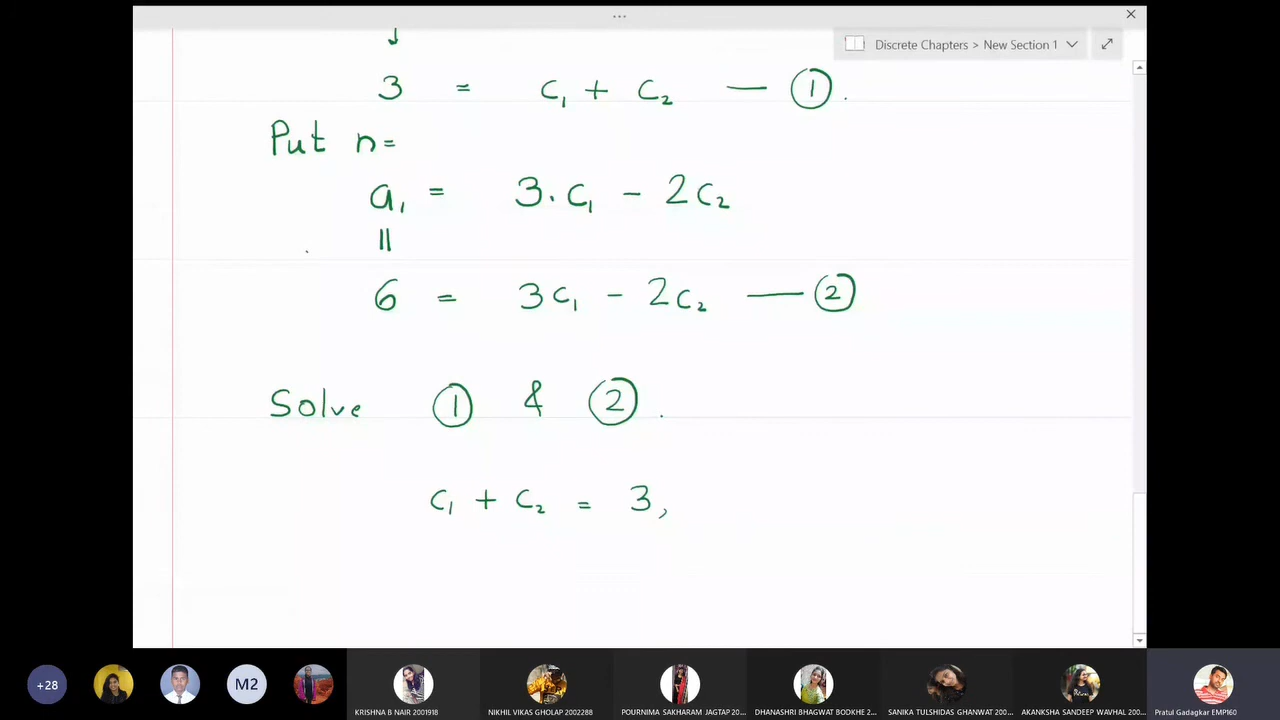 ...
Discrete Chapters > New Section 1
↓
3 = c₁ + c₂ — ①.
Put n=
a₁ = 3.c₁ - 2c₂
||
6 = 3c₁ - 2c₂ — ②
Solve ① & ②.
c₁ + c₂ = 3,
+28
M2
KRISHNA B NAIR 2001918
NIKHIL VIKAS GHOLAP 2002288
POURNIMA SAKHARAM JAGTAP 20...
DHANASHRI BHAGWAT BODKHE 2...
SANIKA TULSHIDAS GHANWAT 200...
AKANKSHA SANDEEP WAVHAL 200...
Pratul Gadagkar EMP160